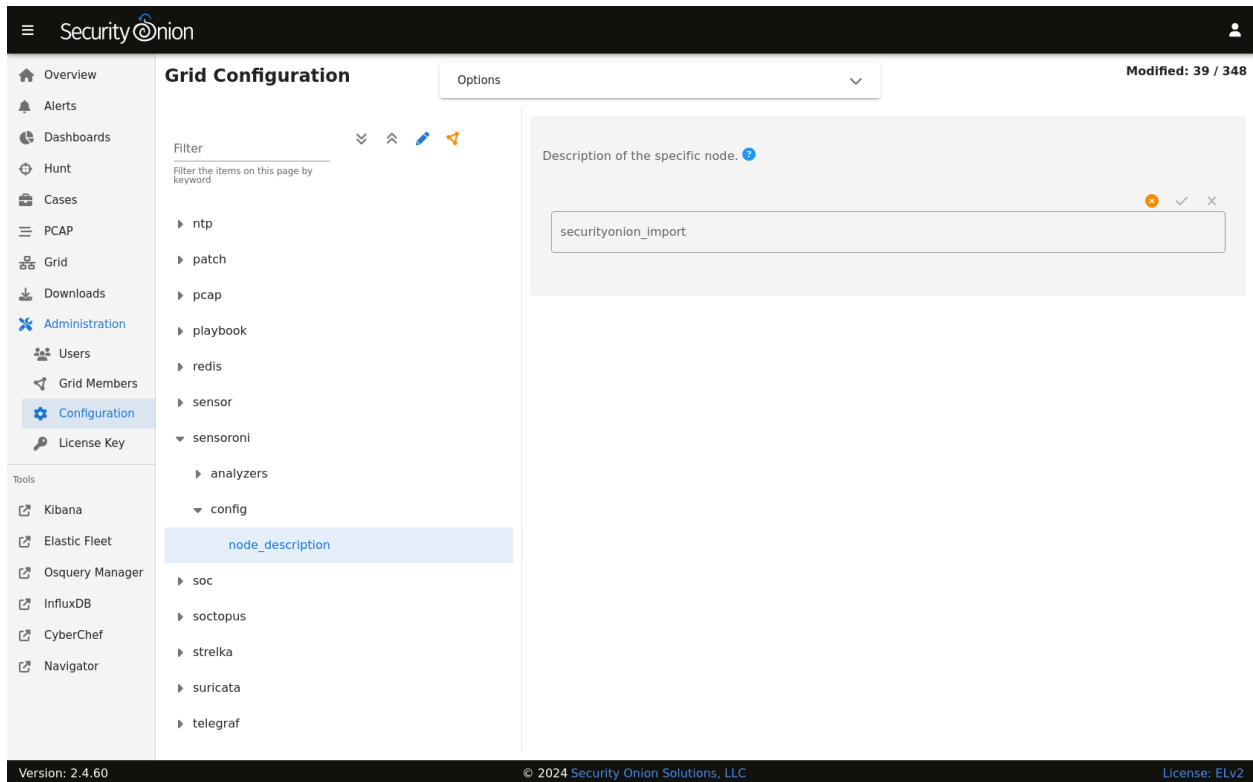 Security Onion
Overview
Alerts
Dashboards
Hunt
Cases
PCAP
Grid
Downloads
Administration
Users
Grid Members
Configuration
License Key
Tools
Kibana
Elastic Fleet
Osquery Manager
InfluxDB
CyberChef
Navigator
Grid Configuration
Options
Modified: 39 / 348
Filter
Filter the items on this page by
keyword
ntp
patch
pcap
playbook
redis
sensor
sensoroni
analyzers
config
node_description
soc
soctopus
strelka
suricata
telegraf
Description of the specific node. ?
securityonion_import
Version: 2.4.60
© 2024 Security Onion Solutions, LLC
License: ELv2